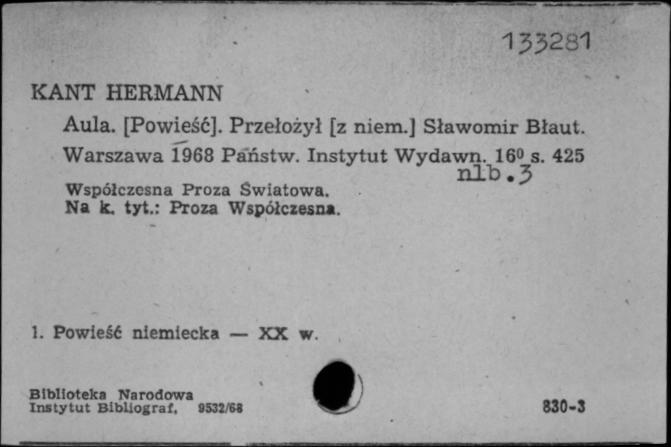 133281
KANT HERMANN
Aula. [Powieść]. Przełożył [z niem.] Sławomir Błaut.
Warszawa 1968 Państw. Instytut Wydawn. 16⁰ s. 425
nlb. 3
Współczesna Proza Światowa.
Na k. tyt.: Proza Współczesna.
1. Powieść niemiecka — XX w.
Biblioteka Narodowa
Instytut Bibliograf. 9532/68
830-3